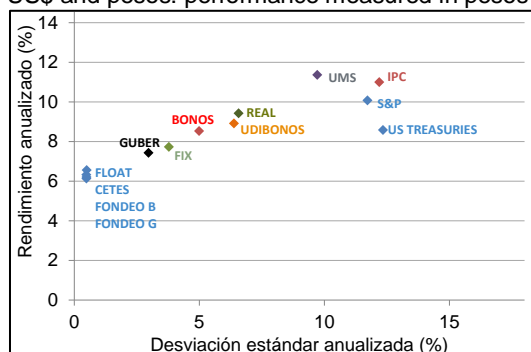 US$ and pesos: performance measured in pesos
Rendimiento anualizado (%)
14
12
10
8
6
4
2
0
UMS
IPC
S&P
REAL
BONOS
UDIBONOS
US TREASURIES
GUBER
FIX
FLOAT
CETES
FONDEO B
FONDEO G
0 5 10 15
Desviación estándar anualizada (%)